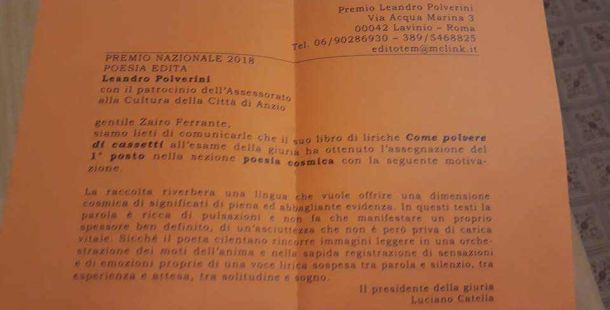 Premio Leandro Polverini
Via Acqua Marina 3
00042 Lavinio - Roma
Tel. 06/90286930 - 389/5468825
editotem@mclink.it
PREMIO NAZIONALE 2018
POESIA EDITA
Leandro Polverini
con il patrocinio dell'Assessorato
alla Cultura della Città di Anzio
gentile Zairo Ferrante,
siamo lieti di comunicarle che il suo libro di liriche Come polvere
di cassetti all'esame della giuria ha ottenuto l'assegnazione del
1° posto nella sezione poesia cosmica con la seguente motiva-
zione.
La raccolta riverbera una lingua che vuole offrire una dimensione
cosmica di significati di piena ed abbagliante evidenza. In questi testi la
parola è ricca di pulsazioni e non fa che manifestare un proprio
spessore ben definito, di un'asciuttezza che non è però priva di carica
vitale. Sicché il poeta cilentano rincorre immagini leggere in una orche-
strazione dei moti dell'anima e nella sapida registrazione di sensazioni
e di emozioni proprie di una voce lirica sospesa tra parola e silenzio, tra
esperienza e attesa, tra solitudine e sogno.
Il presidente della giuria
Luciano Catella